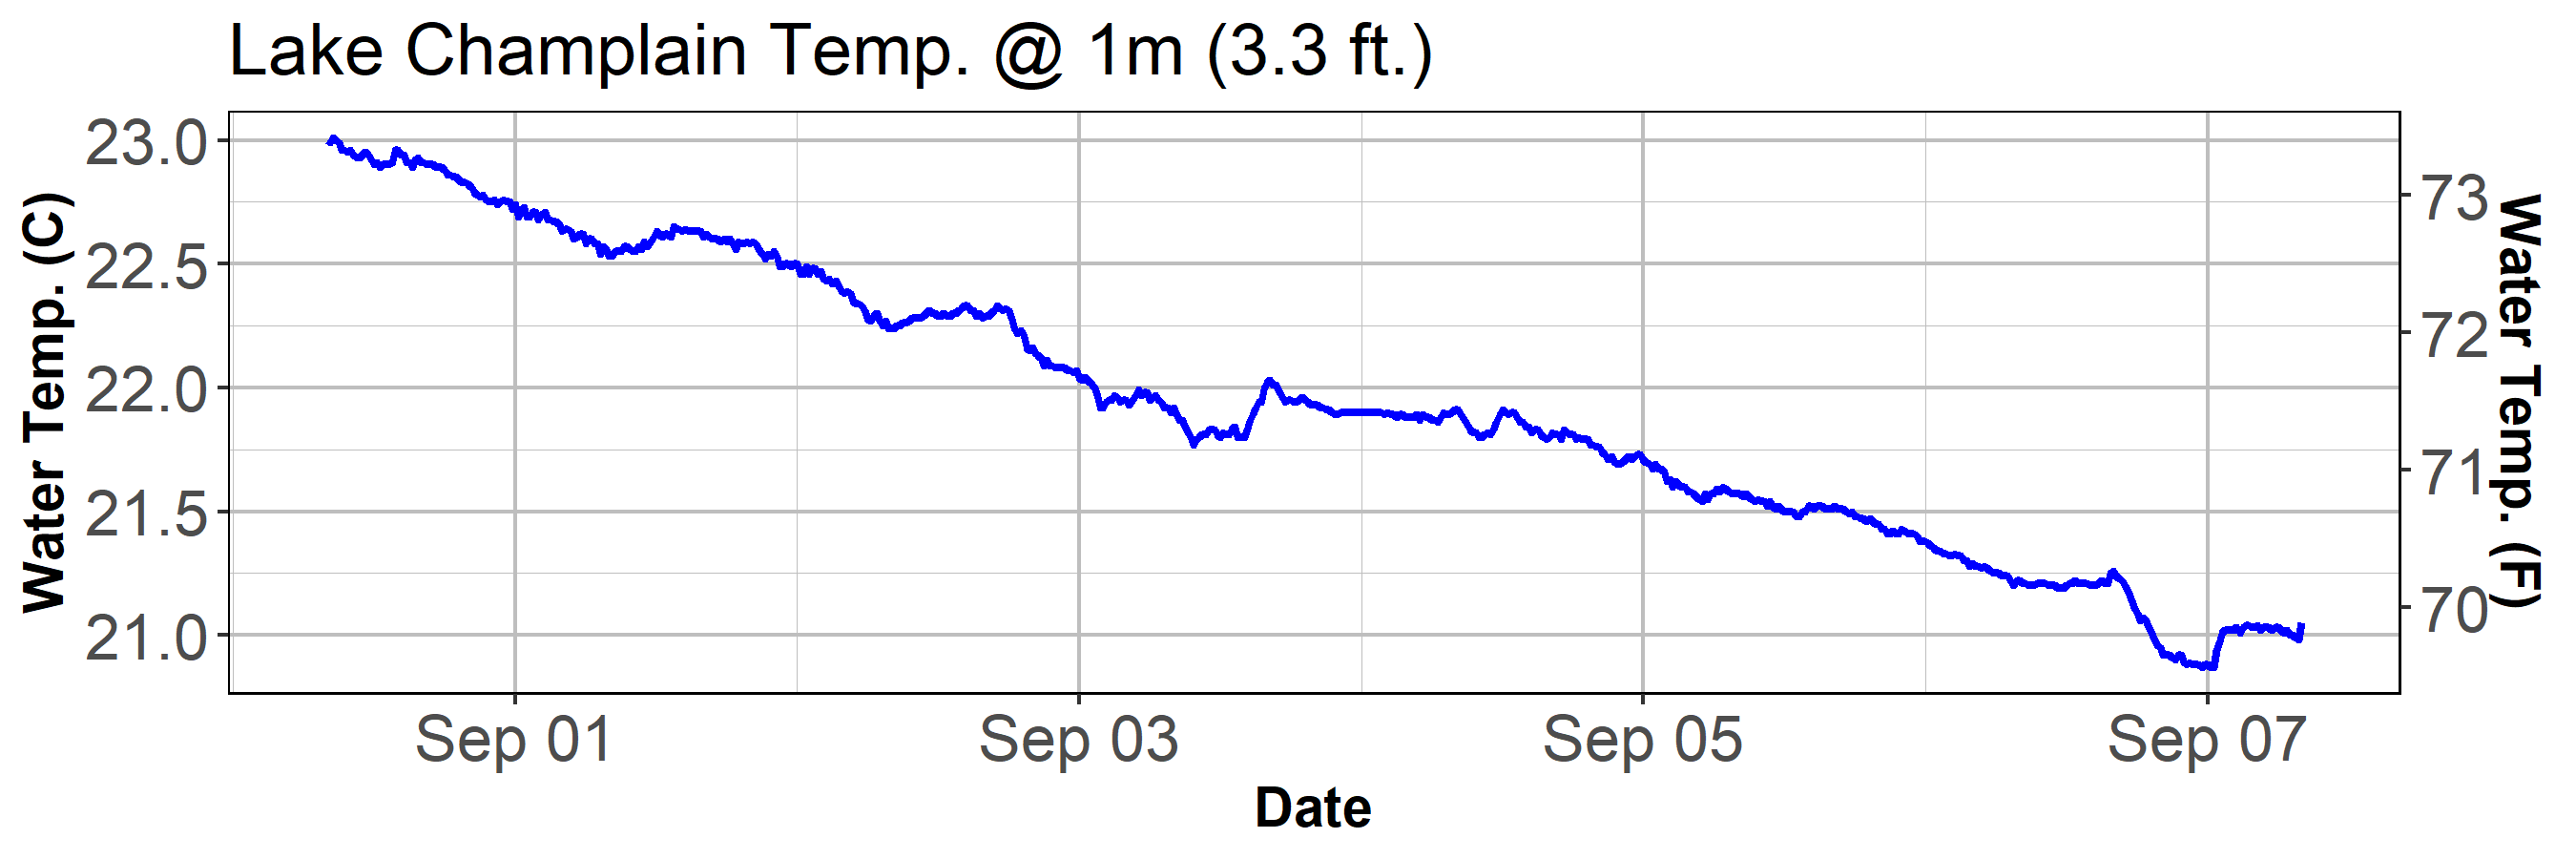 Lake Champlain Temp. @ 1m (3.3 ft.)
Water Temp. (C)
23.0
22.5
22.0
21.5
21.0
73
72
71
70
Water Temp. (F)
Sep 01
Sep 03
Sep 05
Sep 07
Date